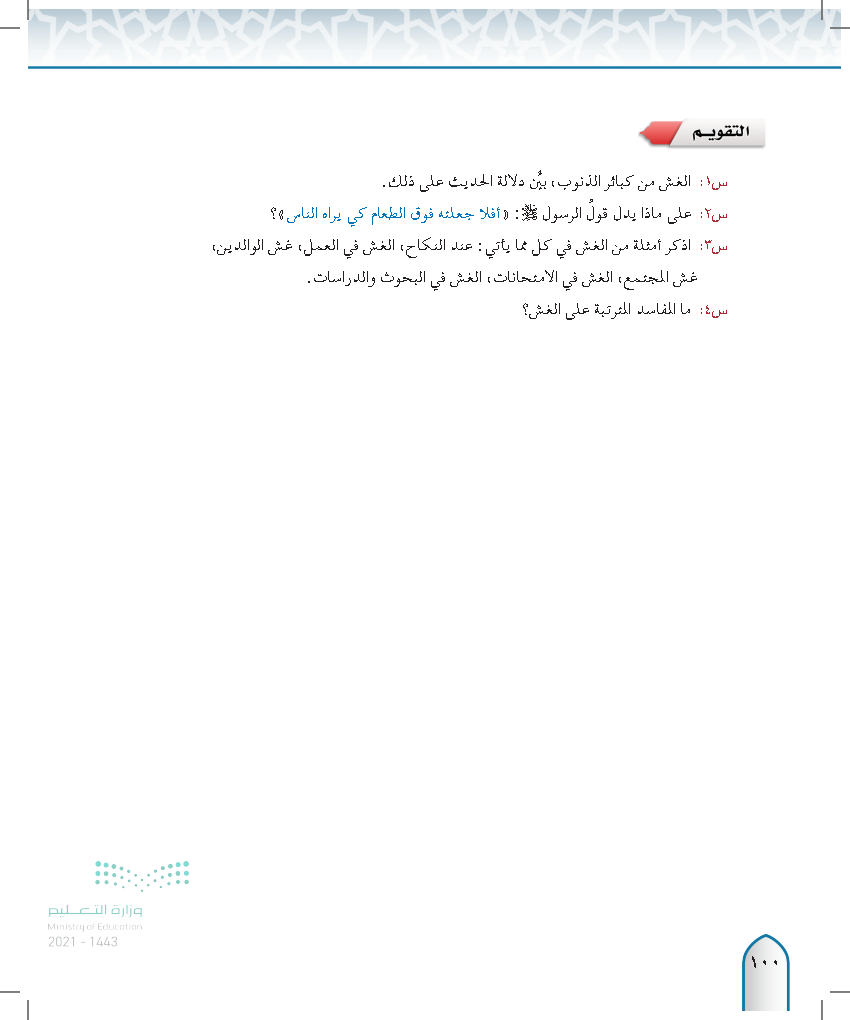 التقويـم
س١: الغش من كبائر الذنوب، بيِّن دلالة الحديث على ذلك.
س٢: على ماذا يدل قولُ الرسول ﷺ: «أفلا جعلته فوق الطعام كي يراه الناس»؟
س٣: اذكر أمثلة من الغش في كل مما يأتي: عند النكاح، الغش في العمل، غش الوالدين،
غش المجتمع، الغش في الامتحانات، الغش في البحوث والدراسات.
س٤: ما المفاسد المترتبة على الغش؟
وزارة التعـــليم
Ministry of Education
2021 - 1443
١٠٠